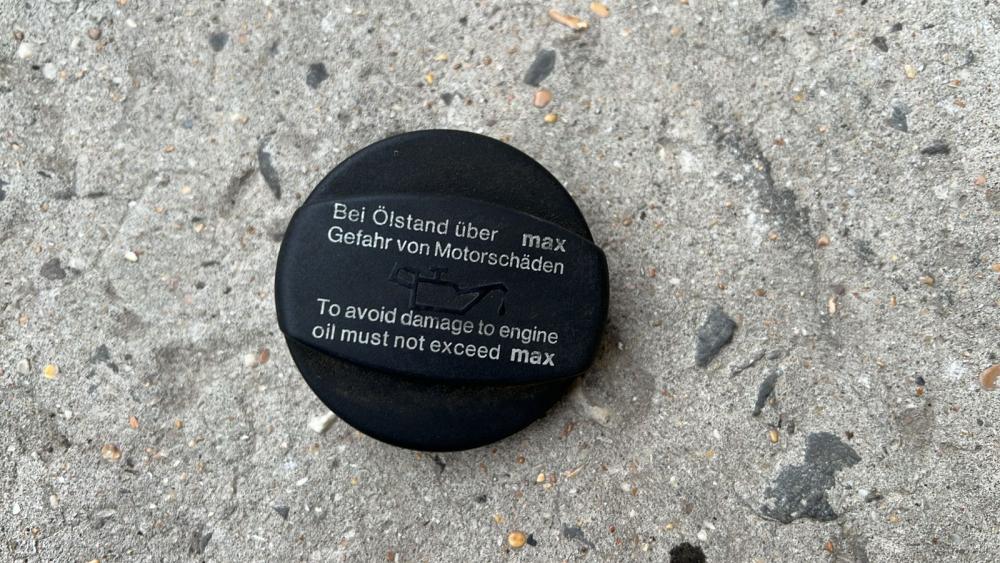 Bei Ölstand über max
Gefahr von Motorschäden
To avoid damage to engine
oil must not exceed max